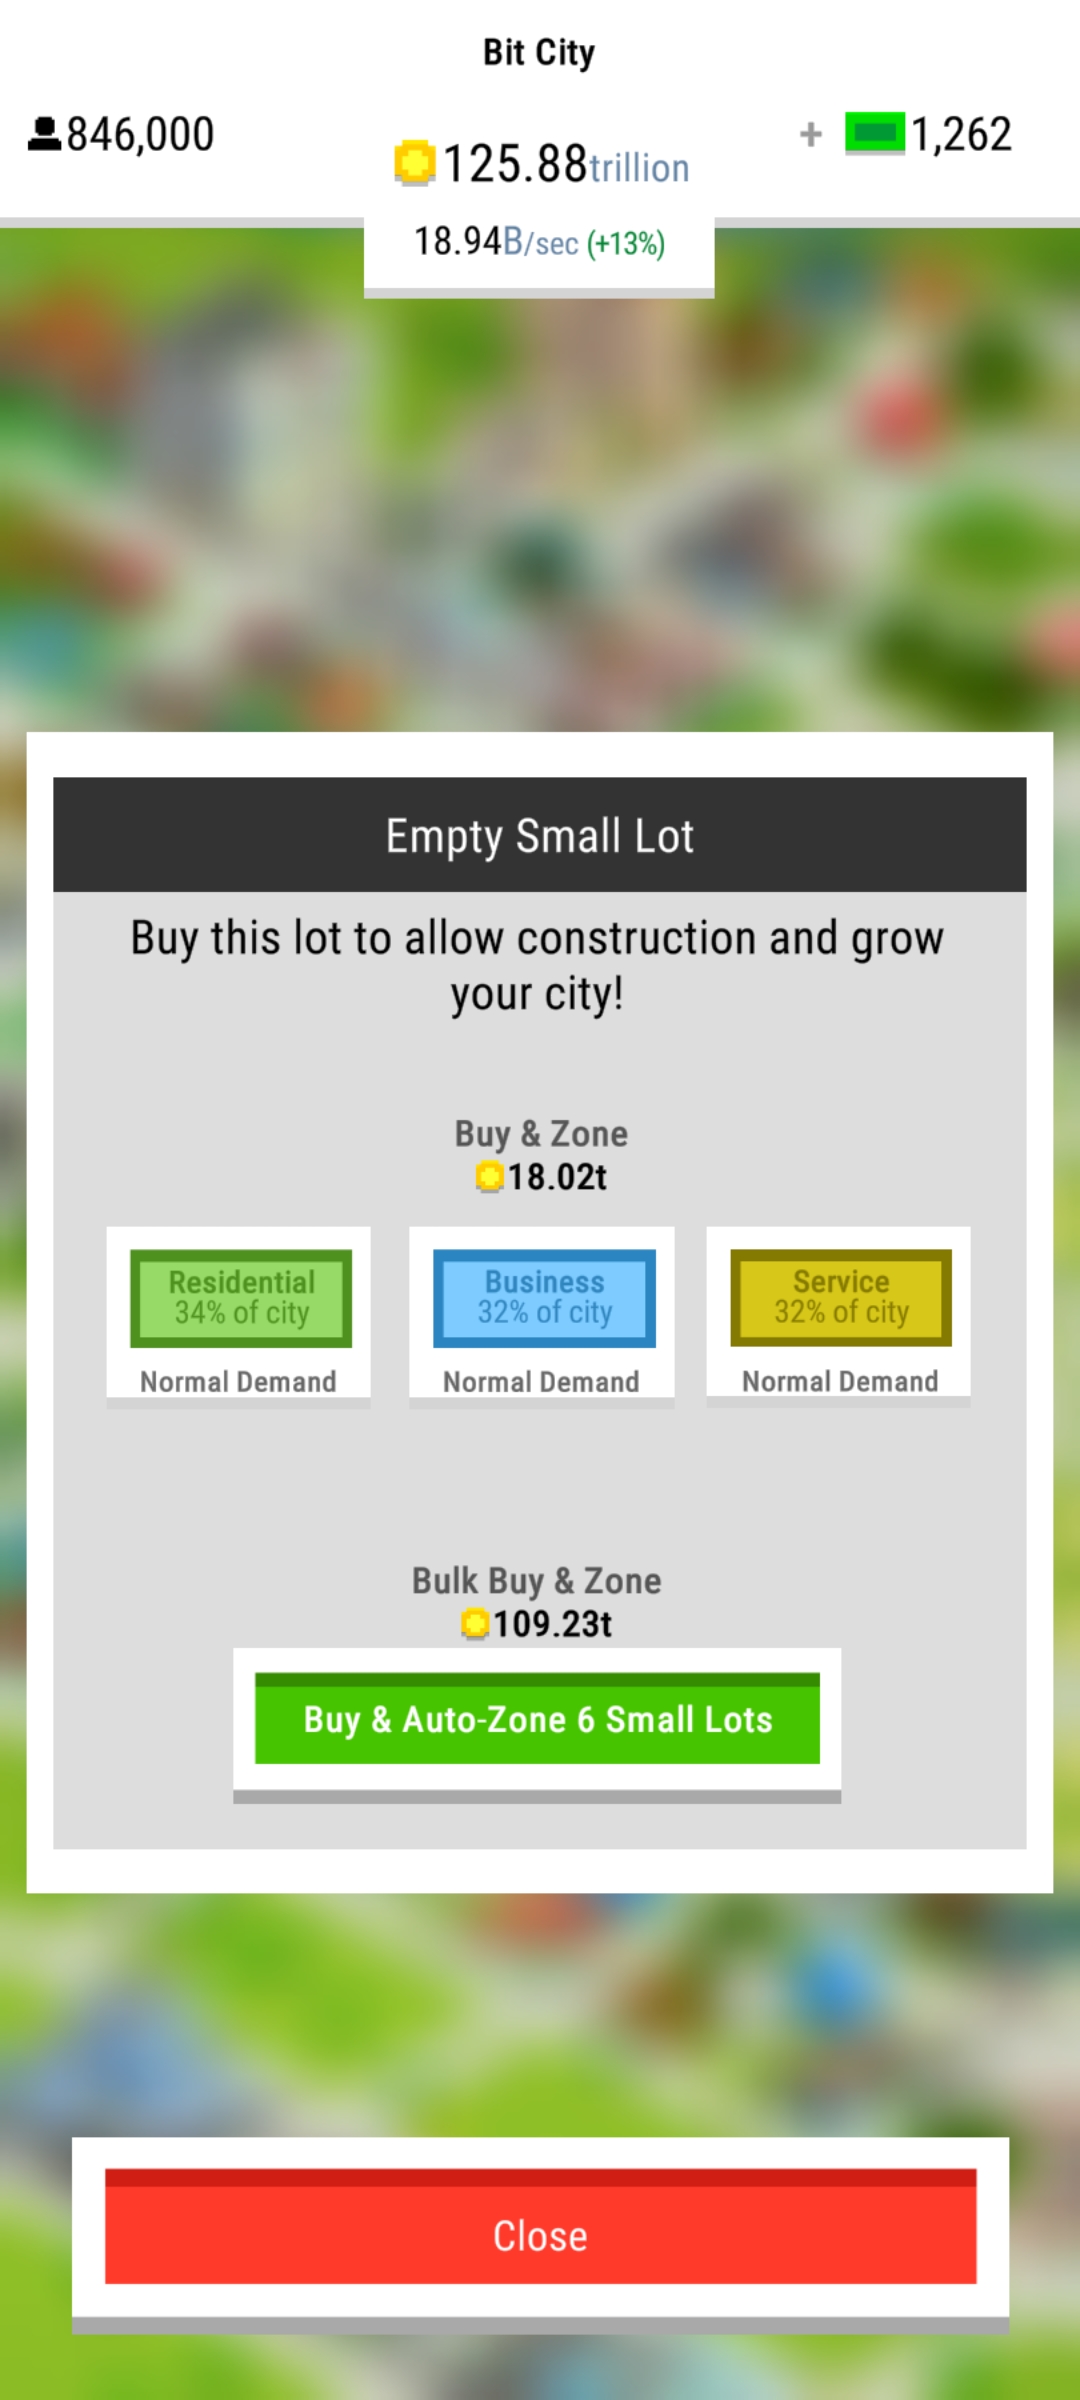 Bit City
846,000
125.88trillion
+ 1,262
18.94B/sec (+13%)
Empty Small Lot
Buy this lot to allow construction and grow
your city!
Buy & Zone
18.02t
Residential
34% of city
Normal Demand
Business
32% of city
Normal Demand
Service
32% of city
Normal Demand
Bulk Buy & Zone
109.23t
Buy & Auto-Zone 6 Small Lots
Close